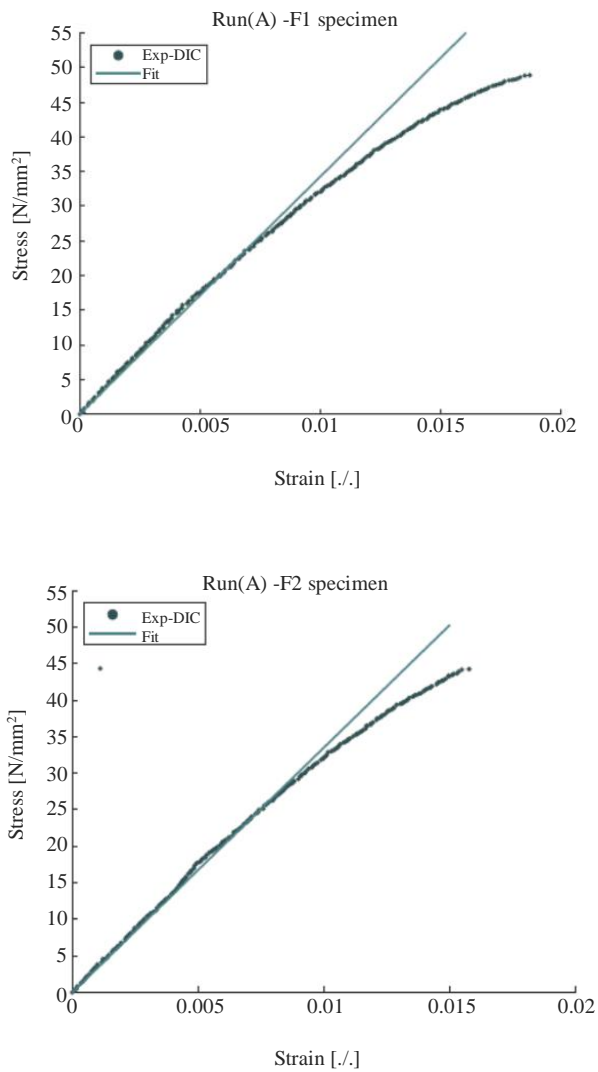 Run(A) -F1 specimen
55
50
45
40
35
30
25
20
15
10
5
0
Exp-DIC
Fit
Stress [N/mm²]
0 0.005 0.01 0.015 0.02
Strain [./.]
Run(A) -F2 specimen
55
50
45
40
35
30
25
20
15
10
5
0
Exp-DIC
Fit
Stress [N/mm²]
0 0.005 0.01 0.015 0.02
Strain [./.]